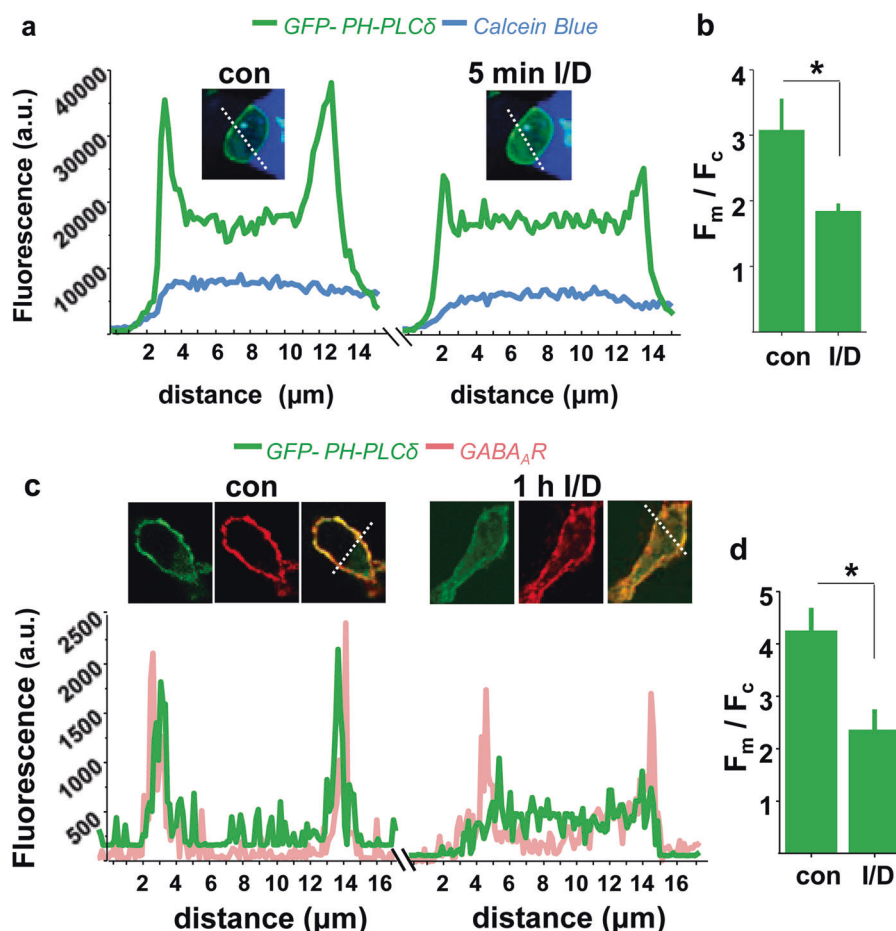 a
GFP- PH-PLCδ Calcein Blue
con
5 min I/D
Fluorescence (a.u.)
40000
30000
20000
10000
2 4 6 8 10 12 14
2 4 6 8 10 12 14
distance (µm)
distance (µm)
b
4
*
3
2
1
Fm / Fc
con I/D
GFP- PH-PLCδ GABAAR
c
con
1 h I/D
Fluorescence (a.u.)
2500
2000
1500
1000
500
2 4 6 8 10 12 14 16
2 4 6 8 10 12 14 16
distance (µm)
distance (µm)
d
*
5
4
3
2
1
Fm / Fc
con I/D